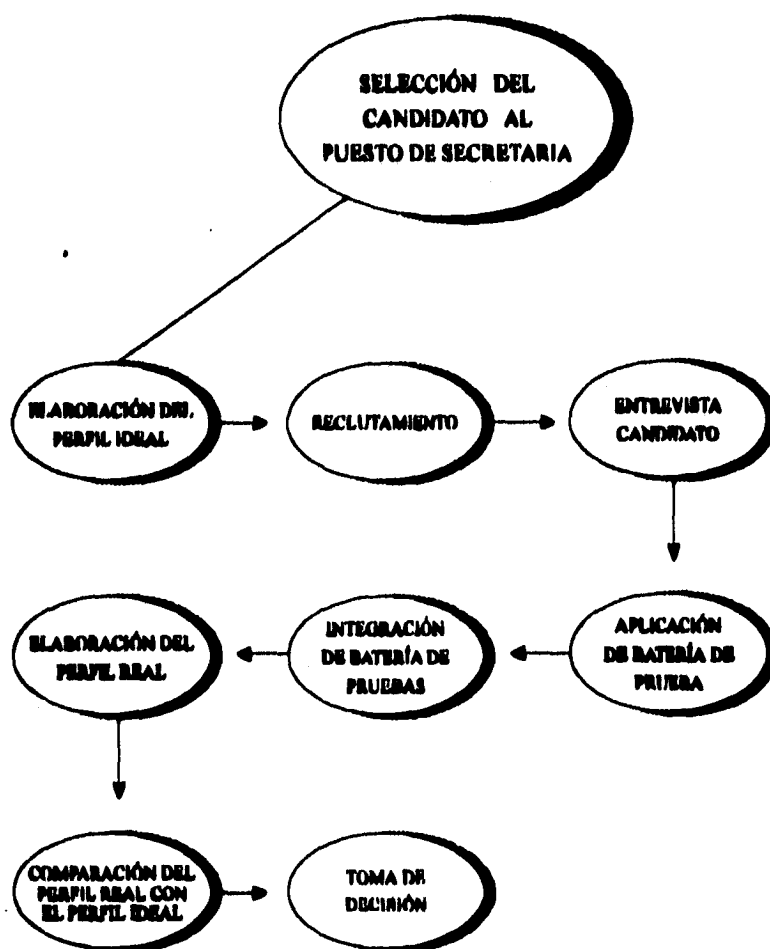 SELECCIÓN DEL
CANDIDATO AL
PUESTO DE SECRETARIA
ELABORACIÓN DEL
PERFIL IDEAL
RECLUTAMIENTO
ENTREVISTA
CANDIDATO
APLICACIÓN
DE BATERÍA DE
PRUEBA
INTEGRACIÓN
DE BATERÍA DE
PRUEBAS
ELABORACIÓN DEL
PERFIL REAL
COMPARACIÓN DEL
PERFIL REAL CON
EL PERFIL IDEAL
TOMA DE
DECISIÓN